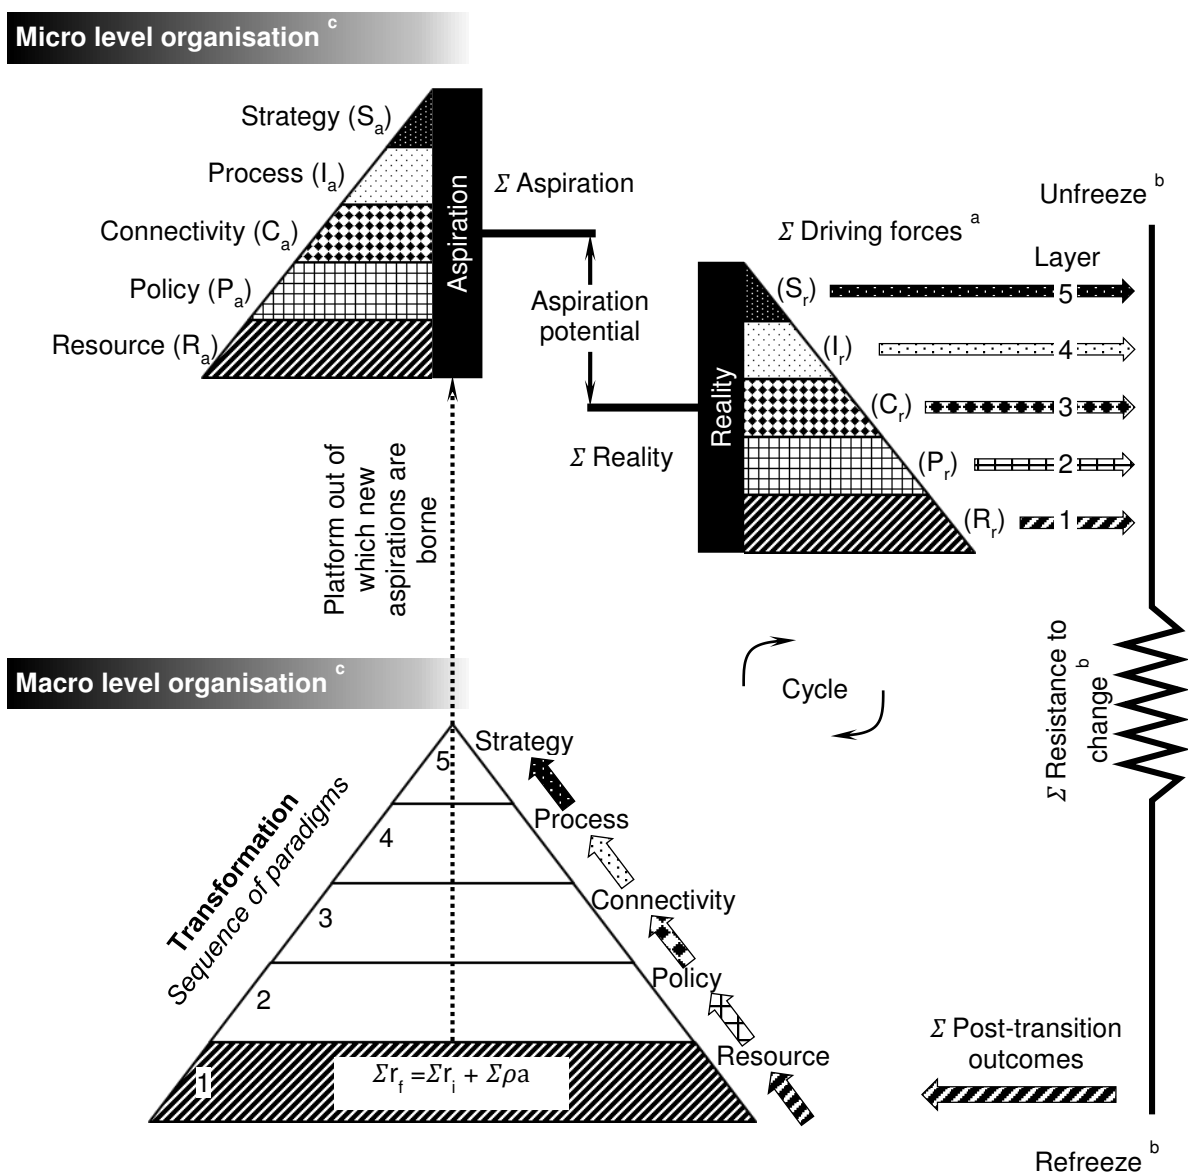 Micro level organisation c
Strategy (Sa)
Process (Ia)
Connectivity (Ca)
Policy (Pa)
Resource (Ra)
Aspiration
Σ Aspiration
Aspiration
potential
Σ Reality
Reality
Unfreeze b
Σ Driving forces a
Layer
(Sr) 5
(Ir) 4
(Cr) 3
(Pr) 2
(Rr) 1
Platform out of
which new
aspirations are
borne
Σ Resistance to
change b
Cycle
Macro level organisation c
Transformation
Sequence of paradigms
5
4
3
2
1
Strategy
Process
Connectivity
Policy
Resource
Σrf =Σri + Σρa
Σ Post-transition
outcomes
Refreeze b